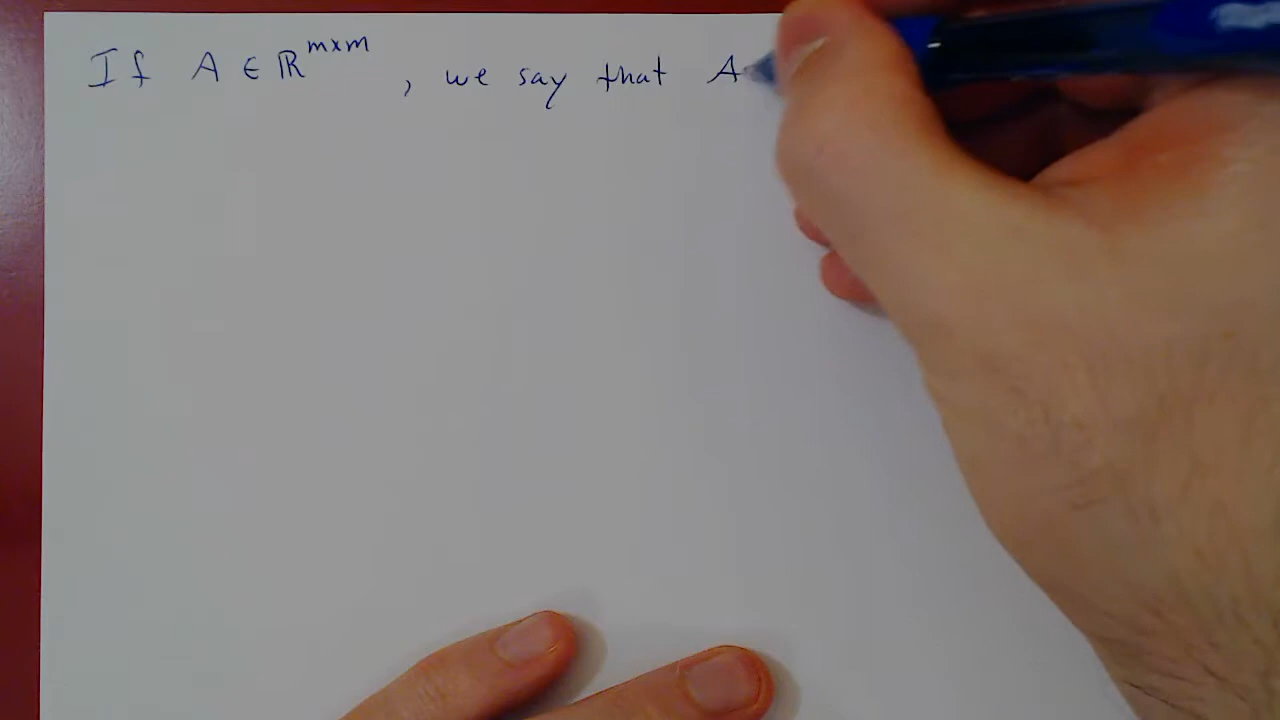 If A ∈ ℝ^{m×m} , we say that A